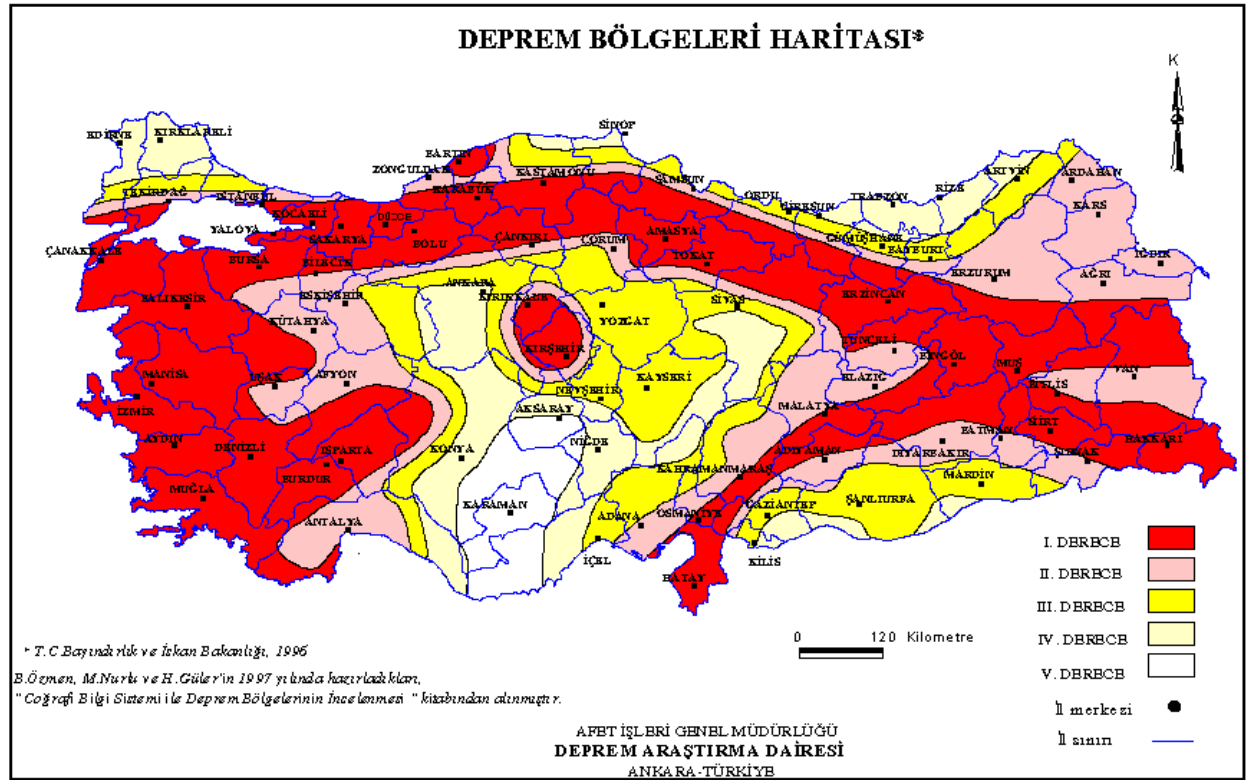 DEPREM BÖLGELERİ HARİTASI*
K
SİNOP
EDİRNE KIRKLARELİ
BARTIN
ZONGULDAK KASTAMONU SAMSUN ARTVİN ARDAHAN
TEKİRDAĞ İSTANBUL KARABÜK ORDU GİRESUN TRABZON RİZE KARS
KOCAELİ DÜZCE
YALOVA SAKARYA BOLU ÇANKIRI ÇORUM AMASYA GÜMÜŞHANE BAYBURT
ÇANAKKALE BURSA BİLECİK TOKAT ERZURUM AĞRI IĞDIR
BALIKESİR ESKİŞEHİR ANKARA KIRIKKALE SİVAS ERZİNCAN
KÜTAHYA YOZGAT
KIRŞEHİR TUNCELİ BİNGÖL MUŞ
MANİSA UŞAK AFYON NEVŞEHİR KAYSERİ ELAZIĞ BİTLİS VAN
İZMİR AKSARAY MALATYA
AYDIN DENİZLİ ISPARTA KONYA NİĞDE BATMAN SİİRT HAKKARİ
BURDUR KAHRAMANMARAŞ ADIYAMAN DİYARBAKIR ŞIRNAK
MUĞLA MARDİN
ANTALYA KARAMAN ADANA OSMANİYE GAZİANTEP ŞANLIURFA
İÇEL KİLİS
HATAY
I. DERECE
II. DERECE
III. DERECE
IV. DERECE
V. DERECE
İl merkezi
İl sınırı
0 120 Kilometre
* T.C.Bayındırlık ve İskan Bakanlığı, 1996
B.Özmen, M.Nurlu ve H.Güler'in 1997 yılında hazırladıkları,
" Coğrafi Bilgi Sistemi ile Deprem Bölgelerinin İncelenmesi " kitabından alınmıştır.
AFET İŞLERİ GENEL MÜDÜRLÜĞÜ
DEPREM ARAŞTIRMA DAİRESİ
ANKARA-TÜRKİYE